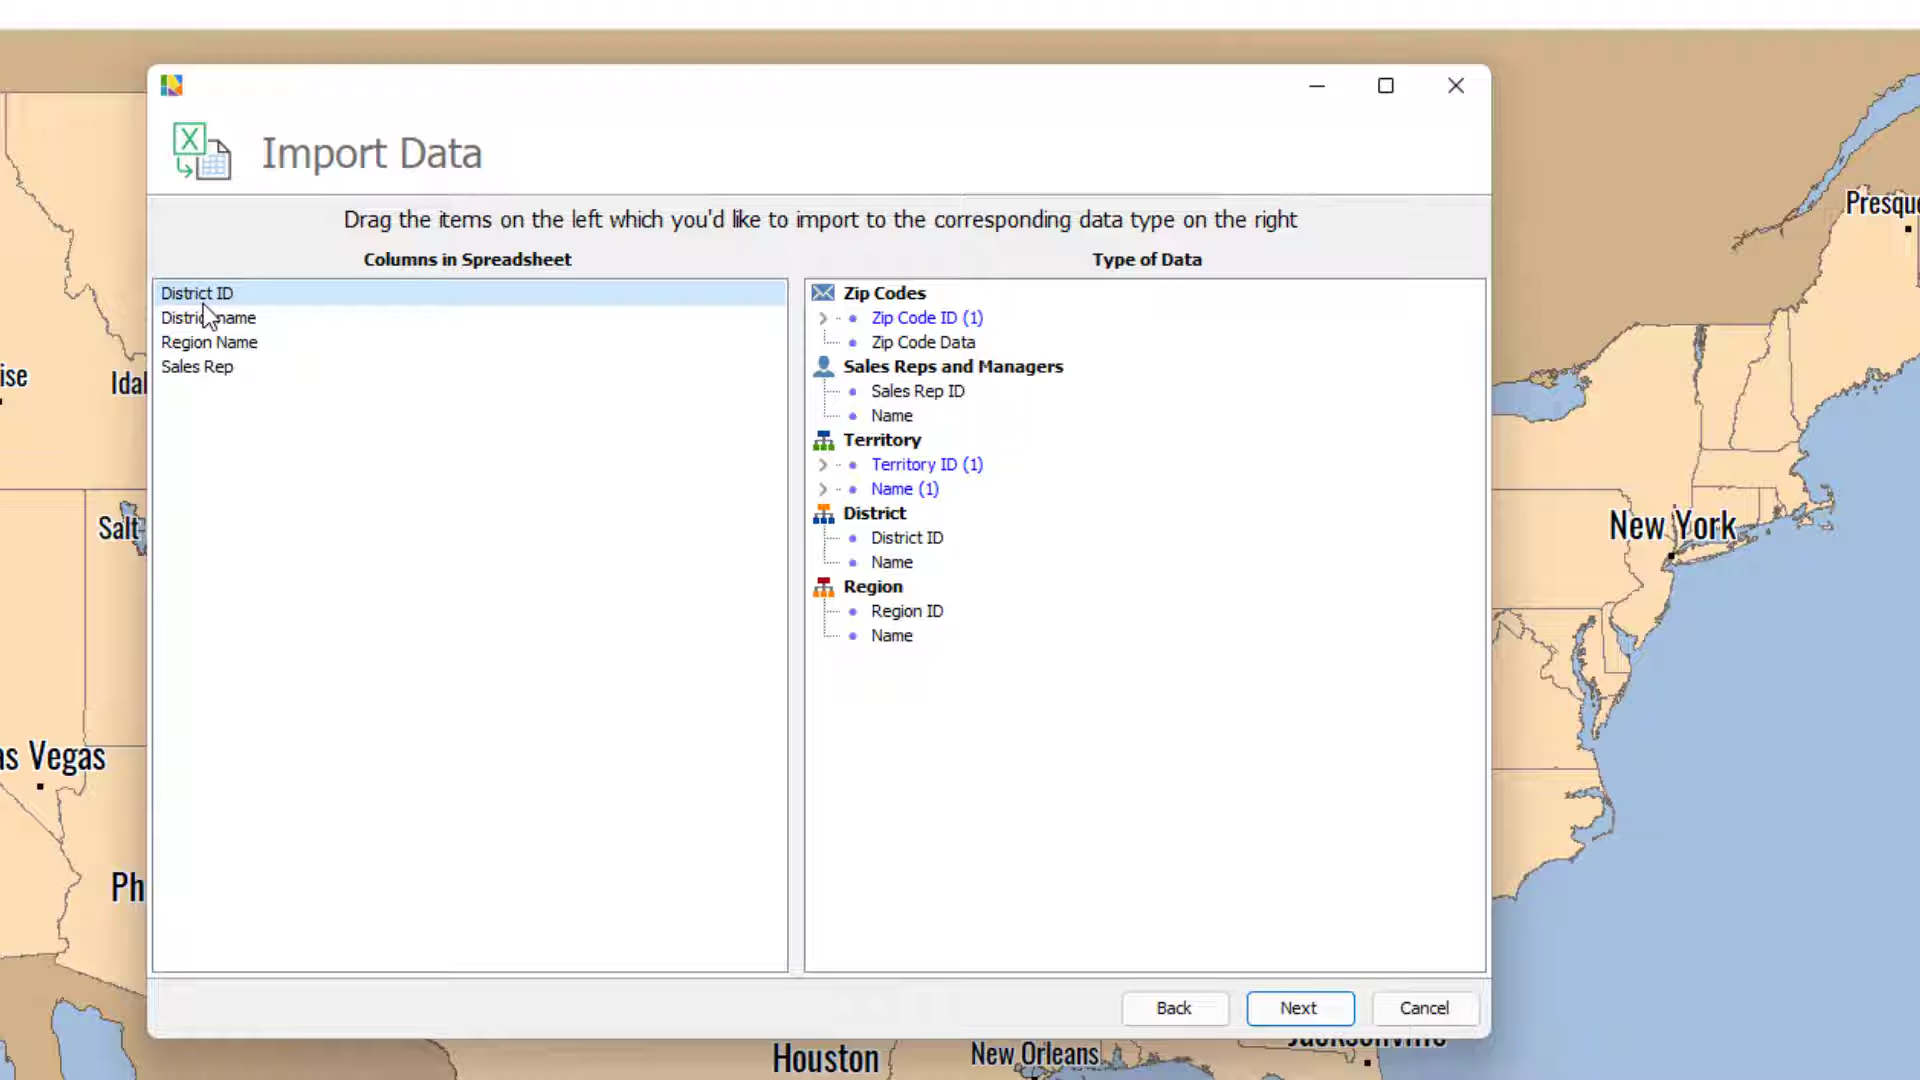 Import Data
Drag the items on the left which you'd like to import to the corresponding data type on the right
Columns in Spreadsheet
Type of Data
District ID
District name
Region Name
Sales Rep
Zip Codes
Zip Code ID (1)
Zip Code Data
Sales Reps and Managers
Sales Rep ID
Name
Territory
Territory ID (1)
Name (1)
District
District ID
Name
Region
Region ID
Name
Back
Next
Cancel
Presqu
ise
Idal
Salt
New York
as Vegas
Ph
Houston
New Orleans
Jacksonville